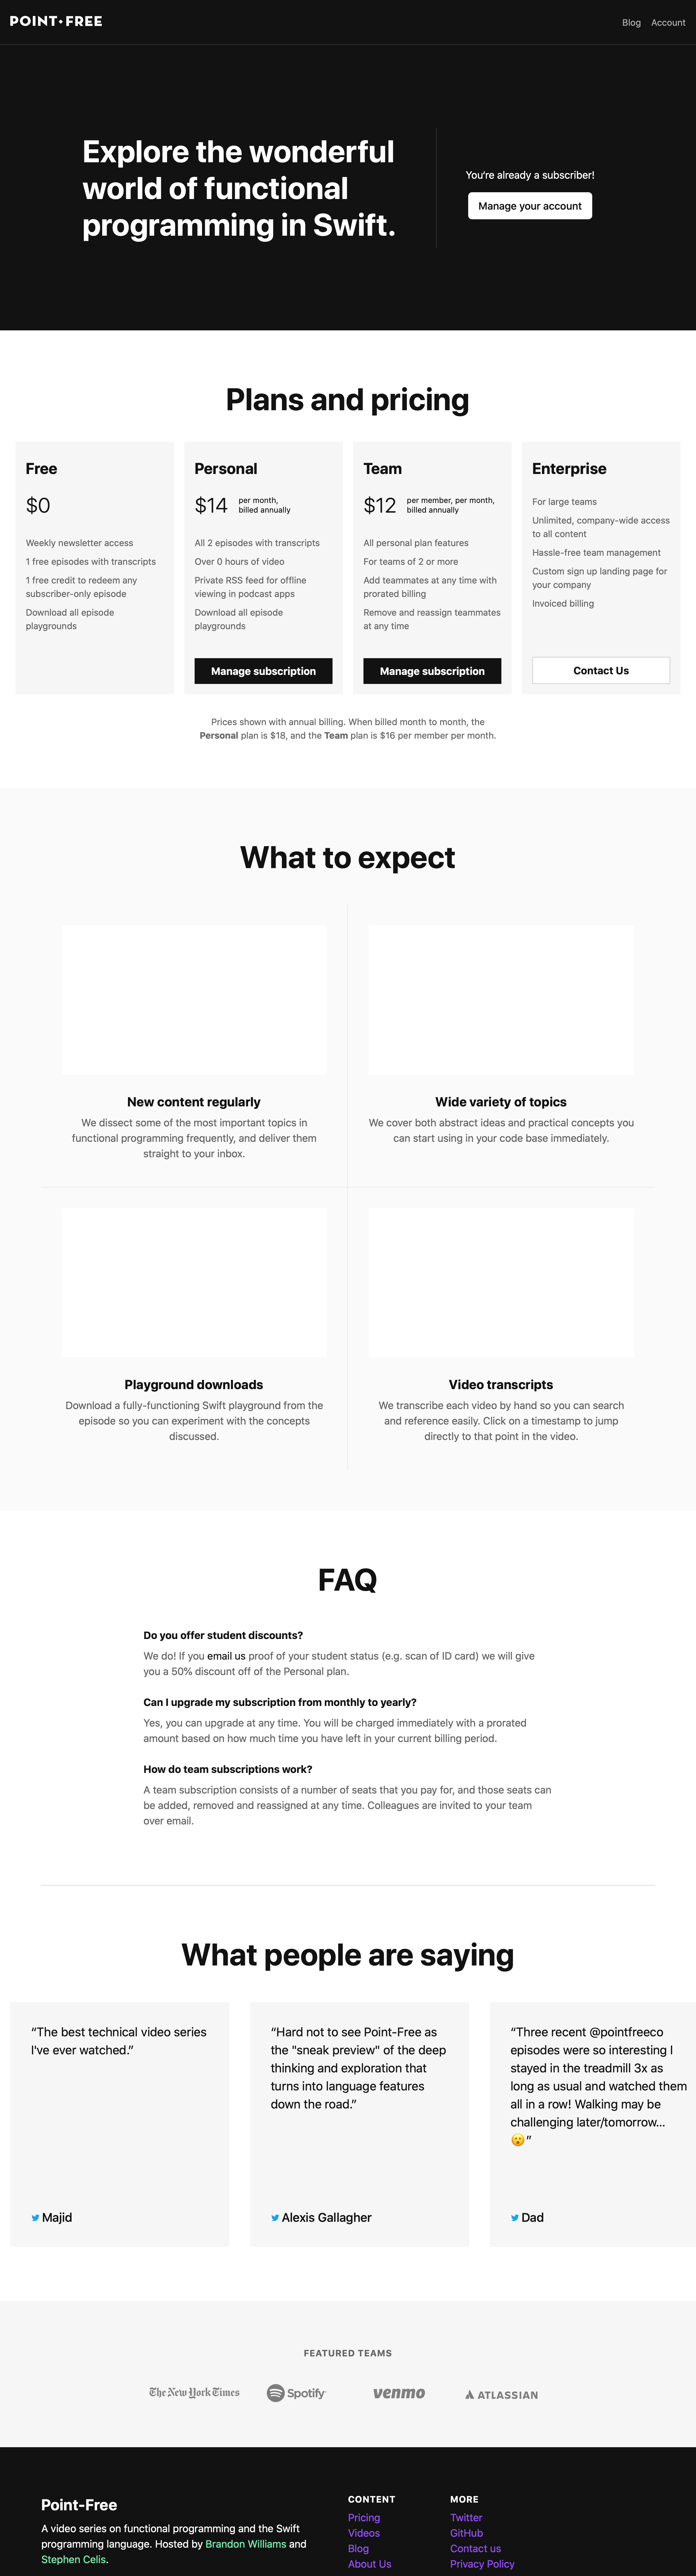 POINT•FREE
Blog Account
Explore the wonderful
world of functional
programming in Swift.
You're already a subscriber!
Manage your account
Plans and pricing
Free
$0
Weekly newsletter access
1 free episodes with transcripts
1 free credit to redeem any
subscriber-only episode
Download all episode
playgrounds
Personal
$14
per month,
billed annually
All 2 episodes with transcripts
Over 0 hours of video
Private RSS feed for offline
viewing in podcast apps
Download all episode
playgrounds
Manage subscription
Team
$12
per member, per month,
billed annually
All personal plan features
For teams of 2 or more
Add teammates at any time with
prorated billing
Remove and reassign teammates
at any time
Manage subscription
Enterprise
For large teams
Unlimited, company-wide access
to all content
Hassle-free team management
Custom sign up landing page for
your company
Invoiced billing
Contact Us
Prices shown with annual billing. When billed month to month, the
Personal plan is $18, and the Team plan is $16 per member per month.
What to expect
New content regularly
We dissect some of the most important topics in
functional programming frequently, and deliver them
straight to your inbox.
Wide variety of topics
We cover both abstract ideas and practical concepts you
can start using in your code base immediately.
Playground downloads
Download a fully-functioning Swift playground from the
episode so you can experiment with the concepts
discussed.
Video transcripts
We transcribe each video by hand so you can search
and reference easily. Click on a timestamp to jump
directly to that point in the video.
FAQ
Do you offer student discounts?
We do! If you email us proof of your student status (e.g. scan of ID card) we will give
you a 50% discount off of the Personal plan.
Can I upgrade my subscription from monthly to yearly?
Yes, you can upgrade at any time. You will be charged immediately with a prorated
amount based on how much time you have left in your current billing period.
How do team subscriptions work?
A team subscription consists of a number of seats that you pay for, and those seats can
be added, removed and reassigned at any time. Colleagues are invited to your team
over email.
What people are saying
“The best technical video series
I've ever watched.”
Majid
“Hard not to see Point-Free as
the "sneak preview" of the deep
thinking and exploration that
turns into language features
down the road.”
Alexis Gallagher
“Three recent @pointfreeco
episodes were so interesting I
stayed in the treadmill 3x as
long as usual and watched them
all in a row! Walking may be
challenging later/tomorrow…
😮”
Dad
FEATURED TEAMS
The New York Times
Spotify
venmo
ATLASSIAN
Point-Free
A video series on functional programming and the Swift
programming language. Hosted by Brandon Williams and
Stephen Celis.
CONTENT
Pricing
Videos
Blog
About Us
MORE
Twitter
GitHub
Contact us
Privacy Policy